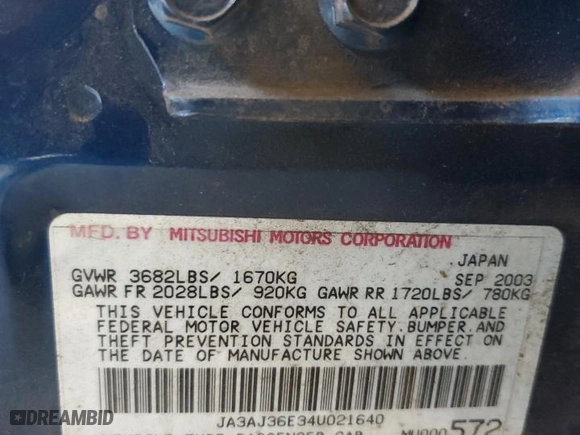 MFD. BY MITSUBISHI MOTORS CORPORATION
JAPAN
GVWR 3682LBS/ 1670KG SEP 2003
GAWR FR 2028LBS/ 920KG GAWR RR 1720LBS/ 780KG
THIS VEHICLE CONFORMS TO ALL APPLICABLE
FEDERAL MOTOR VEHICLE SAFETY.BUMPER.AND
THEFT PREVENTION STANDARDS IN EFFECT ON
THE DATE OF MANUFACTURE SHOWN ABOVE.
JA3AJ36E34U021640
MU000 572
©BIDAMERICA